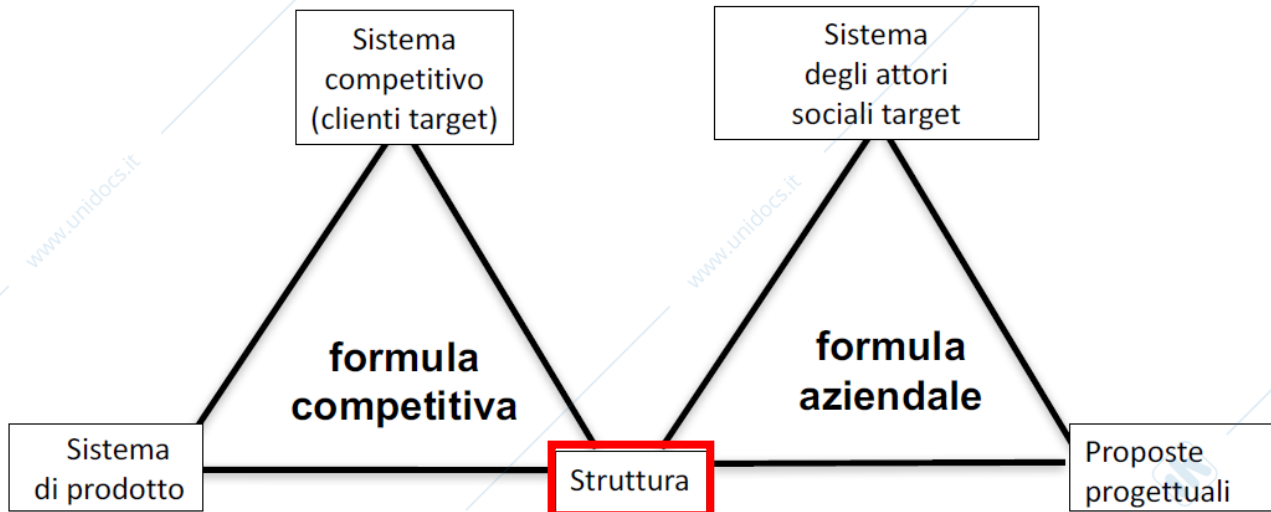 Sistema
competitivo
(clienti target)
Sistema
degli attori
sociali target
www.unidocs.it
www.unidocs.it
formula
competitiva
formula
aziendale
Sistema
di prodotto
Struttura
Proposte
progettuali